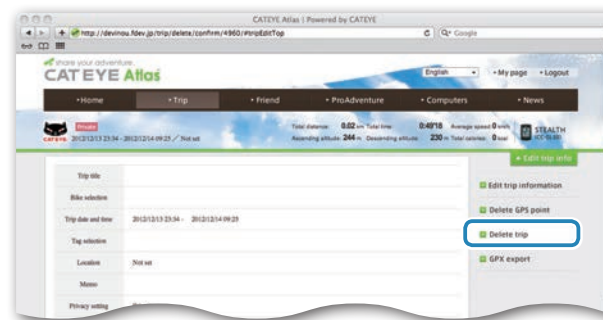 CATEYE Atlas | Powered by CATEYE
http://devinou.fdev.jp/trip/delete/confirm/4960/#tripEditTop
Google
share your adventure.
CATEYE Atlas
English
My page
Logout
Home
Trip
Friend
ProAdventure
Computers
News
CATEYE
Private
2012/12/13 23:34 - 2012/12/14 09:25 / Not set
Total distance: 0.02 km Total time: 0:49'18 Average speed 0 km/h
Ascending altitude: 244 m Descending altitude: 230 m Total calories: 0 kcal
STEALTH
Edit trip info
Trip title
Bike selection
Trip date and time 2012/12/13 23:34 - 2012/12/14 09:25
Tag selection
Location Not set
Memo
Privacy setting
Edit trip information
Delete GPS point
Delete trip
GPX export